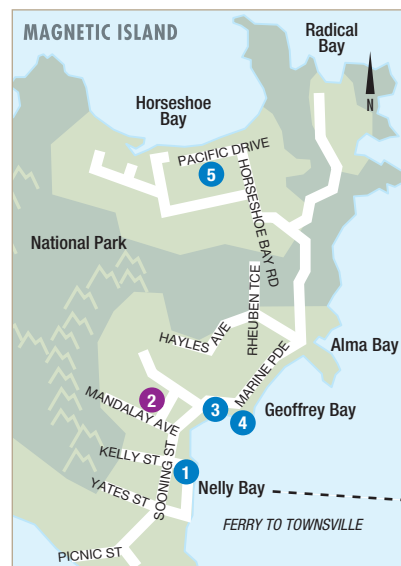 MAGNETIC ISLAND
Radical
Bay
N
Horseshoe
Bay
PACIFIC DRIVE
5
HORSESHOE BAY RD
National Park
RHEUBEN TCE
HAYLES AVE
MARINE PDE
Alma Bay
2
MANDALAY AVE
3
4
Geoffrey Bay
KELLY ST
SOONING ST
1
Nelly Bay
YATES ST
FERRY TO TOWNSVILLE
PICNIC ST